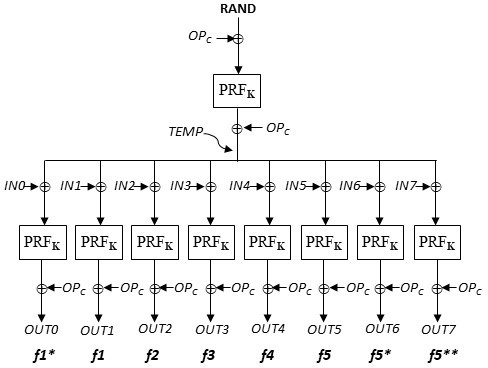 RAND
OPc
PRFK
TEMP OPc
IN0 IN1 IN2 IN3 IN4 IN5 IN6 IN7
PRFK PRFK PRFK PRFK PRFK PRFK PRFK PRFK
OPc OPc OPc OPc OPc OPc OPc OPc
OUT0 OUT1 OUT2 OUT3 OUT4 OUT5 OUT6 OUT7
f1* f1 f2 f3 f4 f5 f5* f5**